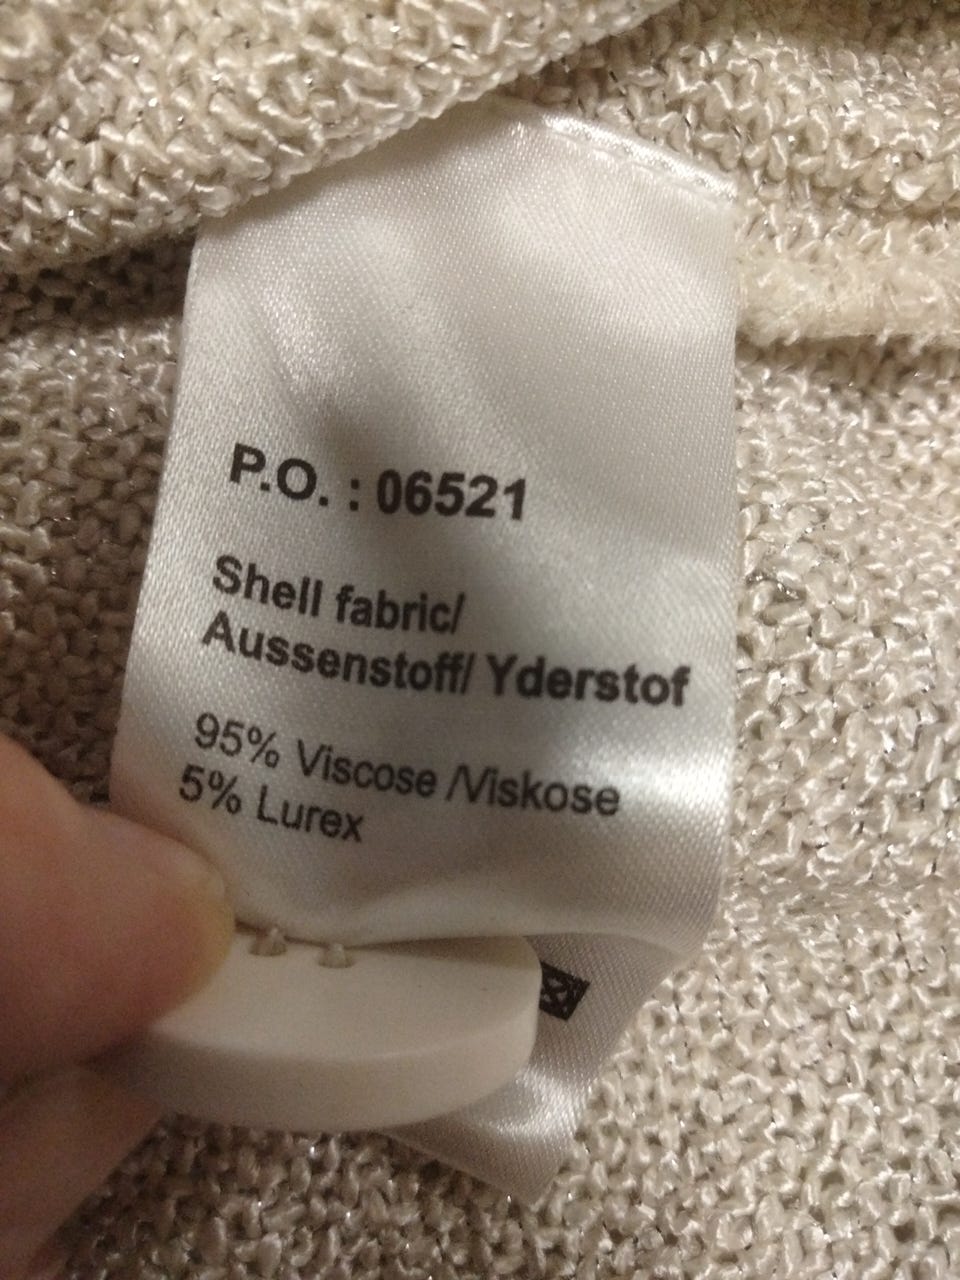 P.O. : 06521
Shell fabric/
Aussenstoff/ Yderstof
95% Viscose /Viskose
5% Lurex